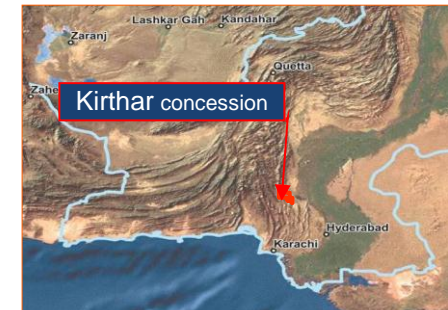 Lashkar Gah Kandahar
Zaranj
Quetta
Zahe
Kirthar concession
Hyderabad
Karachi